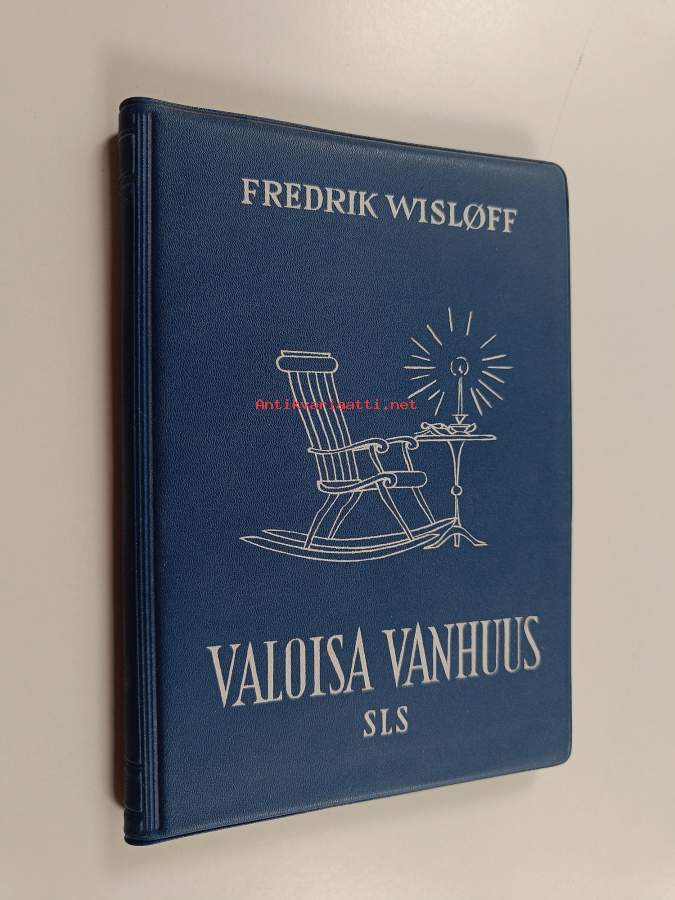 FREDRIK WISLØFF
Antikvariaatti.net
VALOISA VANHUUS
SLS